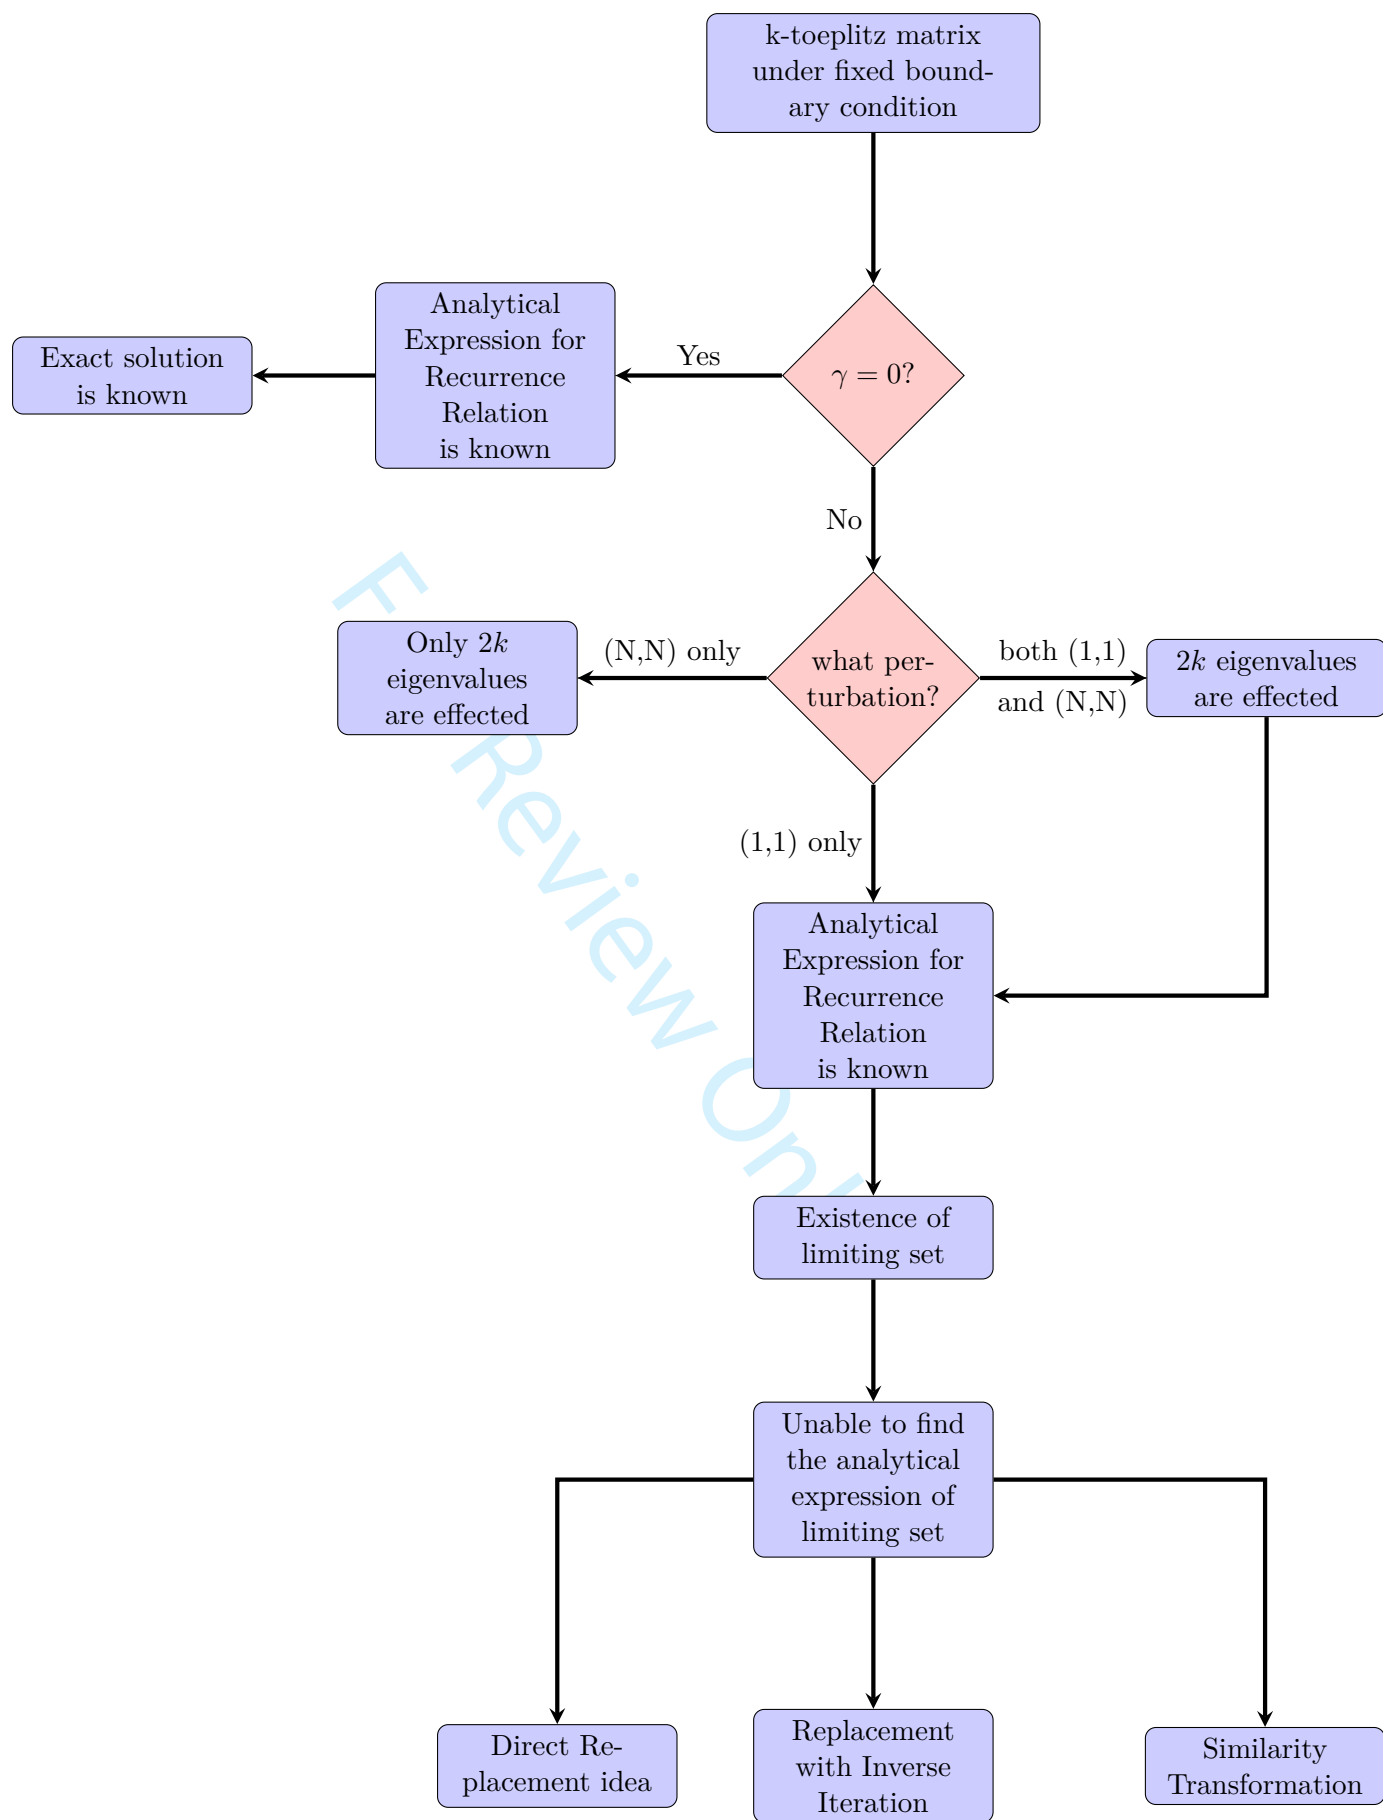 k-toeplitz matrix
under fixed bound-
ary condition
Analytical
Expression for
Recurrence
Relation
is known
Exact solution
is known
Yes
γ = 0?
No
Only 2k
eigenvalues
are effected
(N,N) only
what per-
turbation?
both (1,1)
and (N,N)
2k eigenvalues
are effected
(1,1) only
Analytical
Expression for
Recurrence
Relation
is known
Existence of
limiting set
Unable to find
the analytical
expression of
limiting set
Direct Re-
placement idea
Replacement
with Inverse
Iteration
Similarity
Transformation
Review